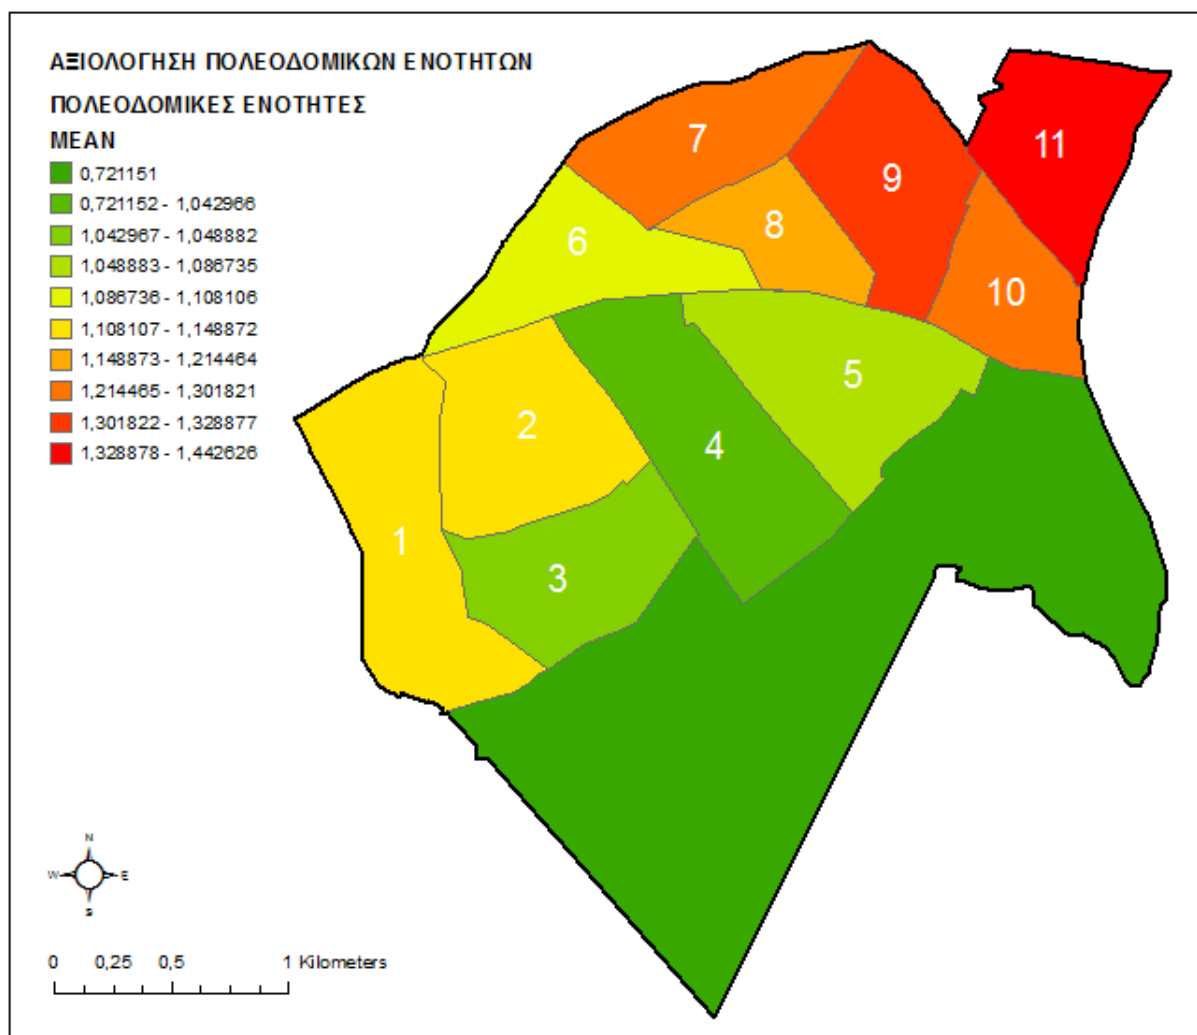 ΑΞΙΟΛΟΓΗΣΗ ΠΟΛΕΟΔΟΜΙΚΩΝ ΕΝΟΤΗΤΩΝ
ΠΟΛΕΟΔΟΜΙΚΕΣ ΕΝΟΤΗΤΕΣ
MEAN
0,721151
0,721152 - 1,042966
1,042967 - 1,048882
1,048883 - 1,086735
1,086736 - 1,108106
1,108107 - 1,148872
1,148873 - 1,214464
1,214465 - 1,301821
1,301822 - 1,328877
1,328878 - 1,442626
7
11
9
8
6
10
5
2
4
1
3
N
W E
S
0 0,25 0,5 1 Kilometers